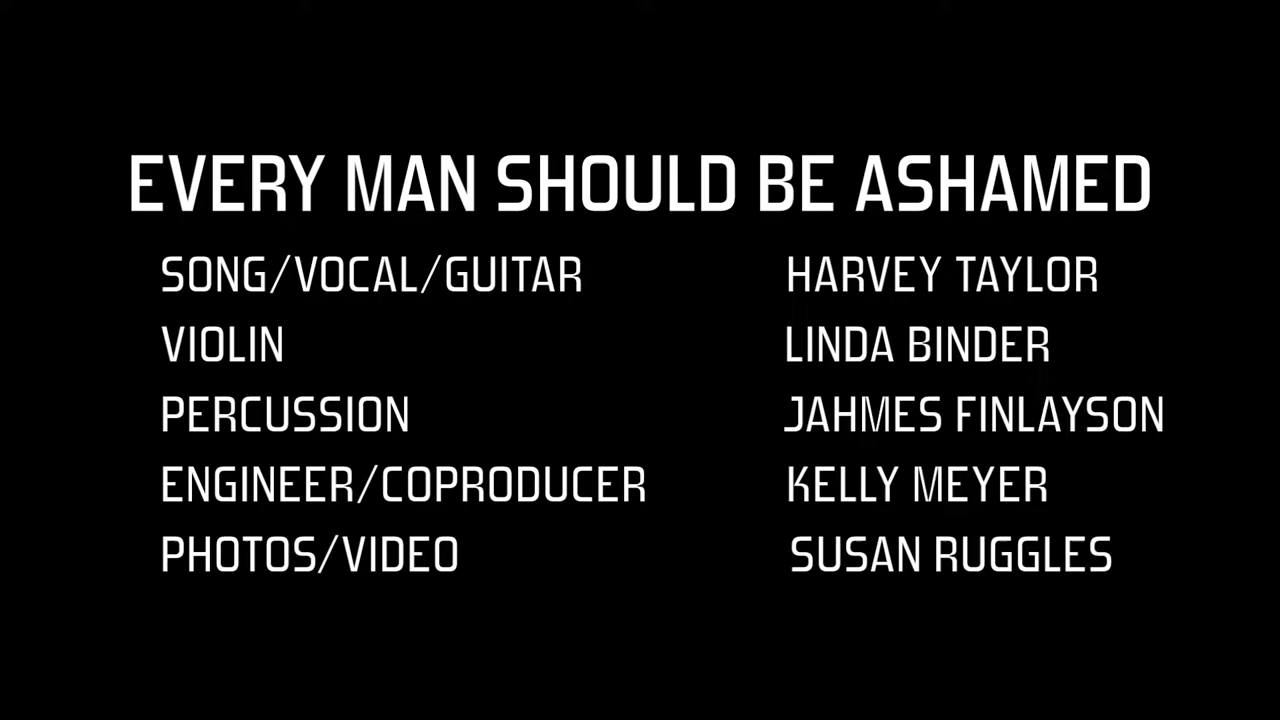 EVERY MAN SHOULD BE ASHAMED
SONG/VOCAL/GUITAR HARVEY TAYLOR
VIOLIN LINDA BINDER
PERCUSSION JAHMES FINLAYSON
ENGINEER/COPRODUCER KELLY MEYER
PHOTOS/VIDEO SUSAN RUGGLES